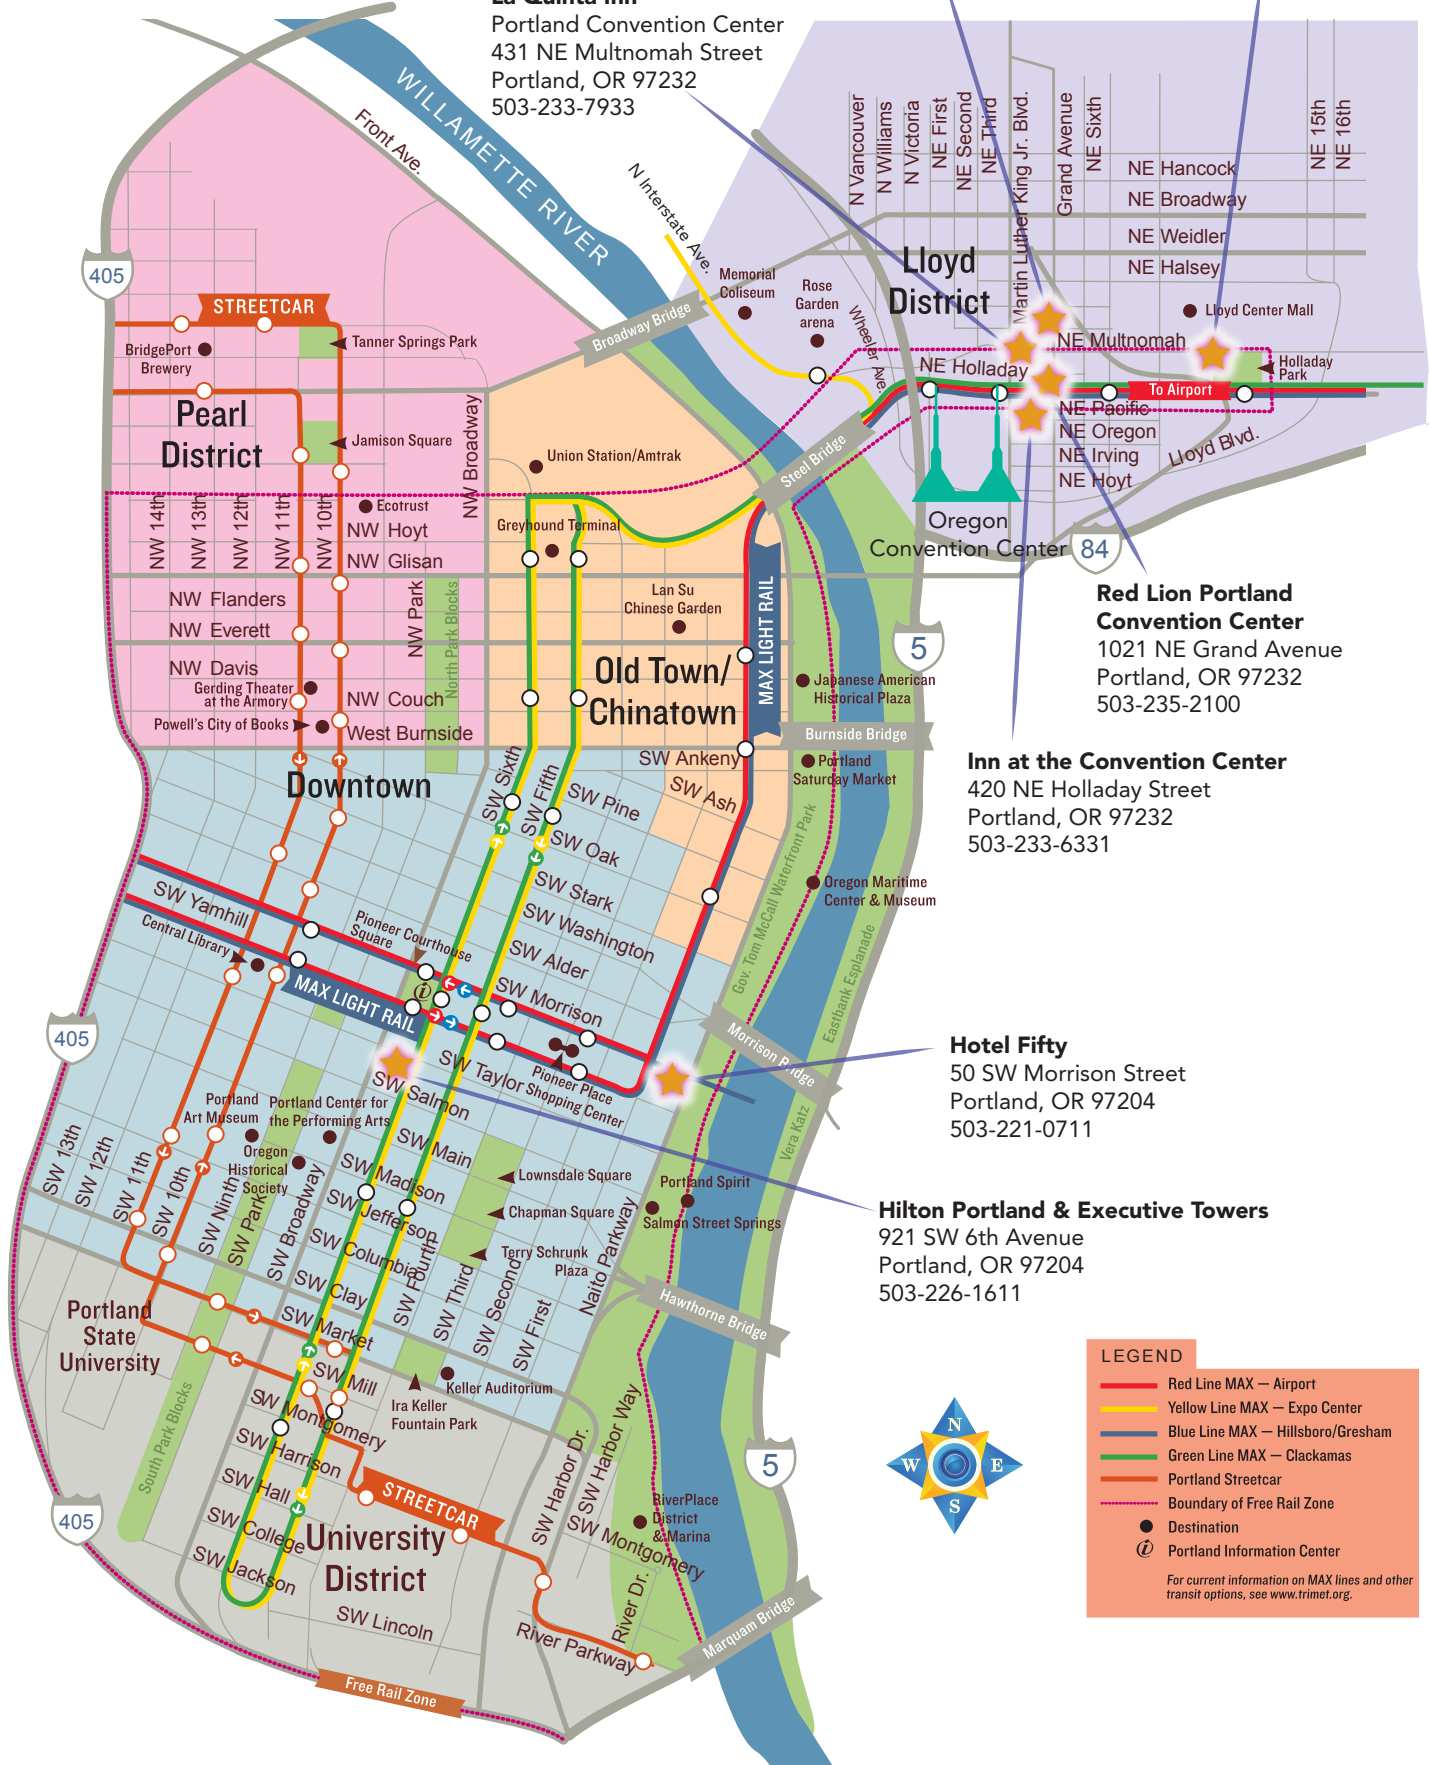 La Quinta Inn
Portland Convention Center
431 NE Multnomah Street
Portland, OR 97232
503-233-7933
WILLAMETTE RIVER
Front Ave.
N Interstate Ave.
N Vancouver
N Williams
N Victoria
NE First
NE Second
NE Third
Martin Luther King Jr. Blvd.
Grand Avenue
NE Sixth
NE 15th
NE 16th
NE Hancock
NE Broadway
NE Weidler
NE Halsey
Lloyd
District
Memorial
Coliseum
Rose
Garden
arena
Wheeler Ave.
Lloyd Center Mall
NE Multnomah
NE Holladay
Holladay
Park
To Airport
NE Pacific
NE Oregon
NE Irving
NE Hoyt
Lloyd Blvd.
Broadway Bridge
Steel Bridge
Oregon
Convention Center
84
405
STREETCAR
Tanner Springs Park
BridgePort
Brewery
Pearl
District
Jamison Square
NW Broadway
Union Station/Amtrak
Ecotrust
Greyhound Terminal
NW 14th
NW 13th
NW 12th
NW 11th
NW 10th
NW Hoyt
NW Glisan
NW Flanders
NW Everett
NW Davis
NW Couch
West Burnside
NW Park
North Park Blocks
Gerding Theater
at the Armory
Powell's City of Books
Lan Su
Chinese Garden
Old Town/
Chinatown
MAX LIGHT RAIL
5
Japanese American
Historical Plaza
Burnside Bridge
Portland
Saturday Market
Red Lion Portland
Convention Center
1021 NE Grand Avenue
Portland, OR 97232
503-235-2100
Inn at the Convention Center
420 NE Holladay Street
Portland, OR 97232
503-233-6331
Downtown
SW Ankeny
SW Ash
SW Sixth
SW Fifth
SW Pine
SW Oak
SW Stark
SW Washington
SW Alder
SW Morrison
SW Yamhill
Central Library
Pioneer Courthouse
Square
MAX LIGHT RAIL
i
Gov. Tom McCall Waterfront Park
Oregon Maritime
Center & Museum
Eastbank Esplanade
Vera Katz
Morrison Bridge
405
SW Taylor
Pioneer Place
Shopping Center
Hotel Fifty
50 SW Morrison Street
Portland, OR 97204
503-221-0711
SW Salmon
SW Main
SW Madison
SW Jefferson
SW Columbia
SW Clay
SW Market
SW Mill
SW Montgomery
SW Harrison
SW Hall
SW College
SW Jackson
SW Lincoln
Portland
Art Museum
Portland Center for
the Performing Arts
Oregon
Historical
Society
SW 13th
SW 12th
SW 11th
SW 10th
SW Ninth
SW Park
SW Broadway
SW Fourth
SW Third
SW Second
SW First
Naito Parkway
Lownsdale Square
Chapman Square
Terry Schrunk
Plaza
Portland Spirit
Salmon Street Springs
Hilton Portland & Executive Towers
921 SW 6th Avenue
Portland, OR 97204
503-226-1611
Hawthorne Bridge
Portland
State
University
South Park Blocks
Keller Auditorium
Ira Keller
Fountain Park
SW Harbor Dr.
SW Harbor Way
5
405
STREETCAR
University
District
RiverPlace
District
& Marina
SW Montgomery
River Dr.
River Parkway
Marquam Bridge
Free Rail Zone
N
W
E
S
LEGEND
Red Line MAX — Airport
Yellow Line MAX — Expo Center
Blue Line MAX — Hillsboro/Gresham
Green Line MAX — Clackamas
Portland Streetcar
Boundary of Free Rail Zone
Destination
i Portland Information Center
For current information on MAX lines and other
transit options, see www.trimet.org.